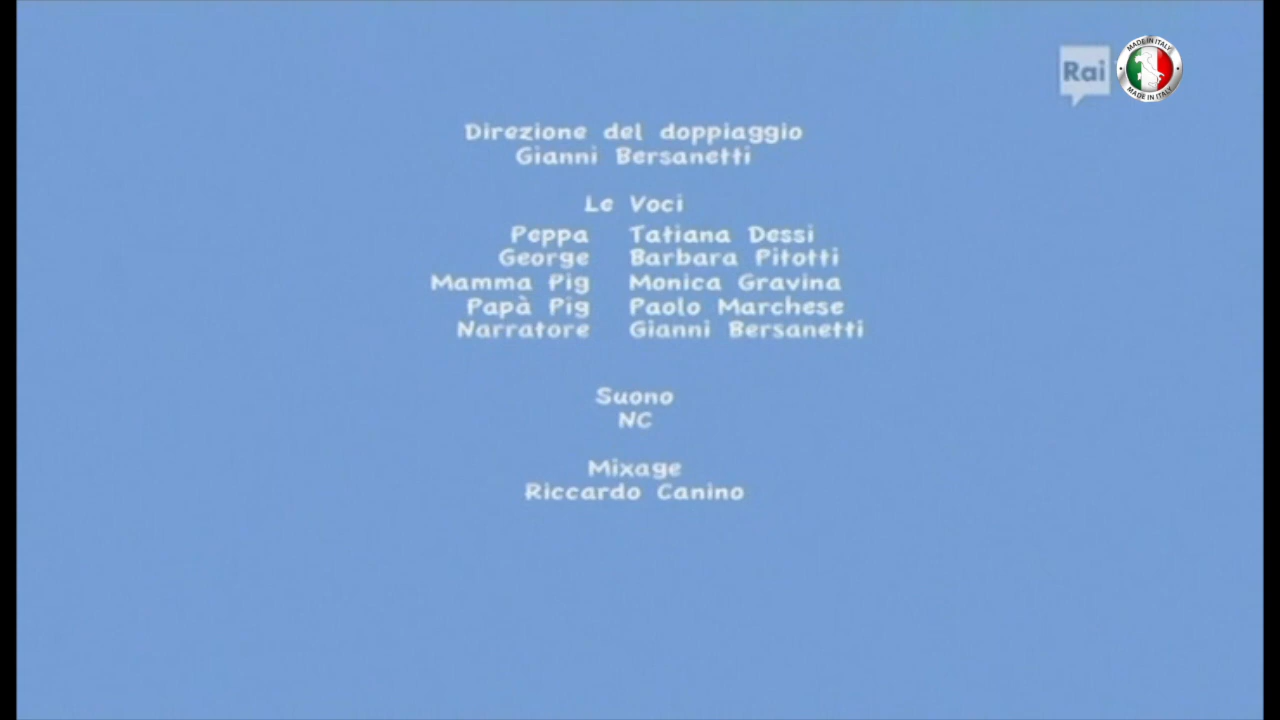 Rai
MADE IN ITALY
MADE IN ITALY
Direzione del doppiaggio
Gianni Bersanetti
Le Voci
Peppa Tatiana Dessi
George Barbara Pitotti
Mamma Pig Monica Gravina
Papà Pig Paolo Marchese
Narratore Gianni Bersanetti
Suono
NC
Mixage
Riccardo Canino